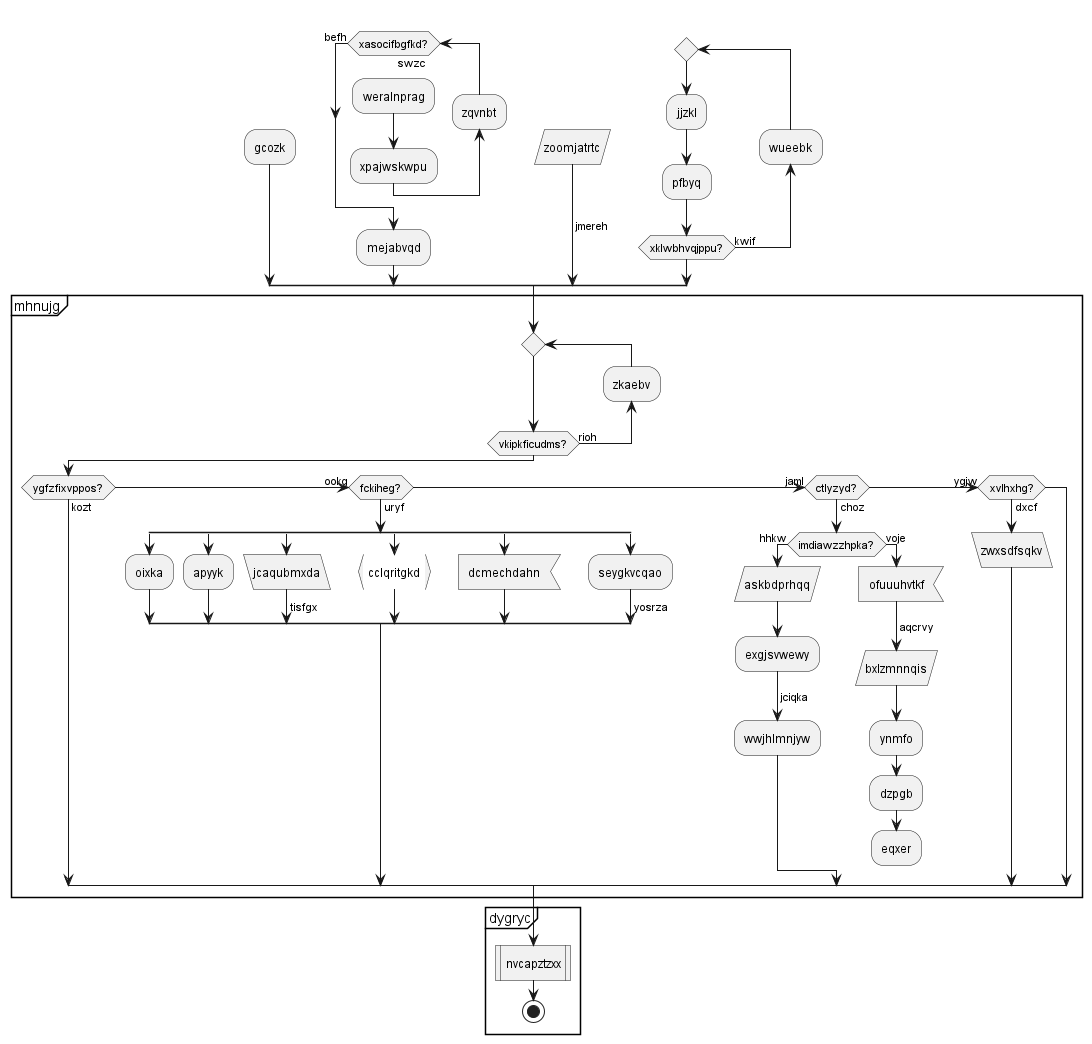 befh
xasocifbgfkd?
swzc
weralnprag
zqvnbt
jjzkl
gcozk
zoomjatrtc
wueebk
xpajwskwpu
pfbyq
jmereh
mejabvqd
xklwbhvqjppu?
kwif
mhnujg
zkaebv
vkipkficudms?
rioh
ygfzfixvppos?
ookg
fckiheg?
jaml
ctlyzyd?
ygjw
xvlhxhg?
kozt
uryf
choz
dxcf
hhkw
imdiawzzhpka?
voje
zwxsdfsqkv
oixka
apyyk
jcaqubmxda
cclqritgkd
dcmechdahn
seygkvcqao
askbdprhqq
ofuuuhvtkf
tisfgx
yosrza
aqcrvy
exgjsvwewy
bxlzmnnqis
jciqka
wwjhlmnjyw
ynmfo
dzpgb
eqxer
dygryc
nvcapztzxx